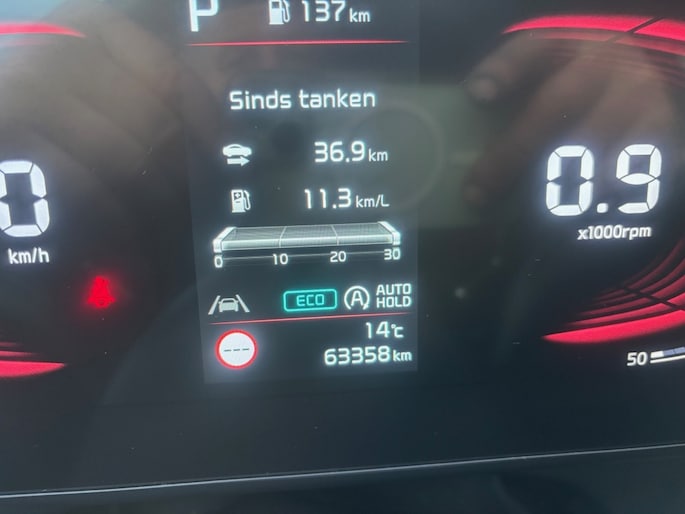 P 137 km
Sinds tanken
36.9 km
11.3 km/L
0 10 20 30
0 km/h
0.9 x1000rpm
ECO (A) AUTO HOLD
14°C
---
63358 km
50